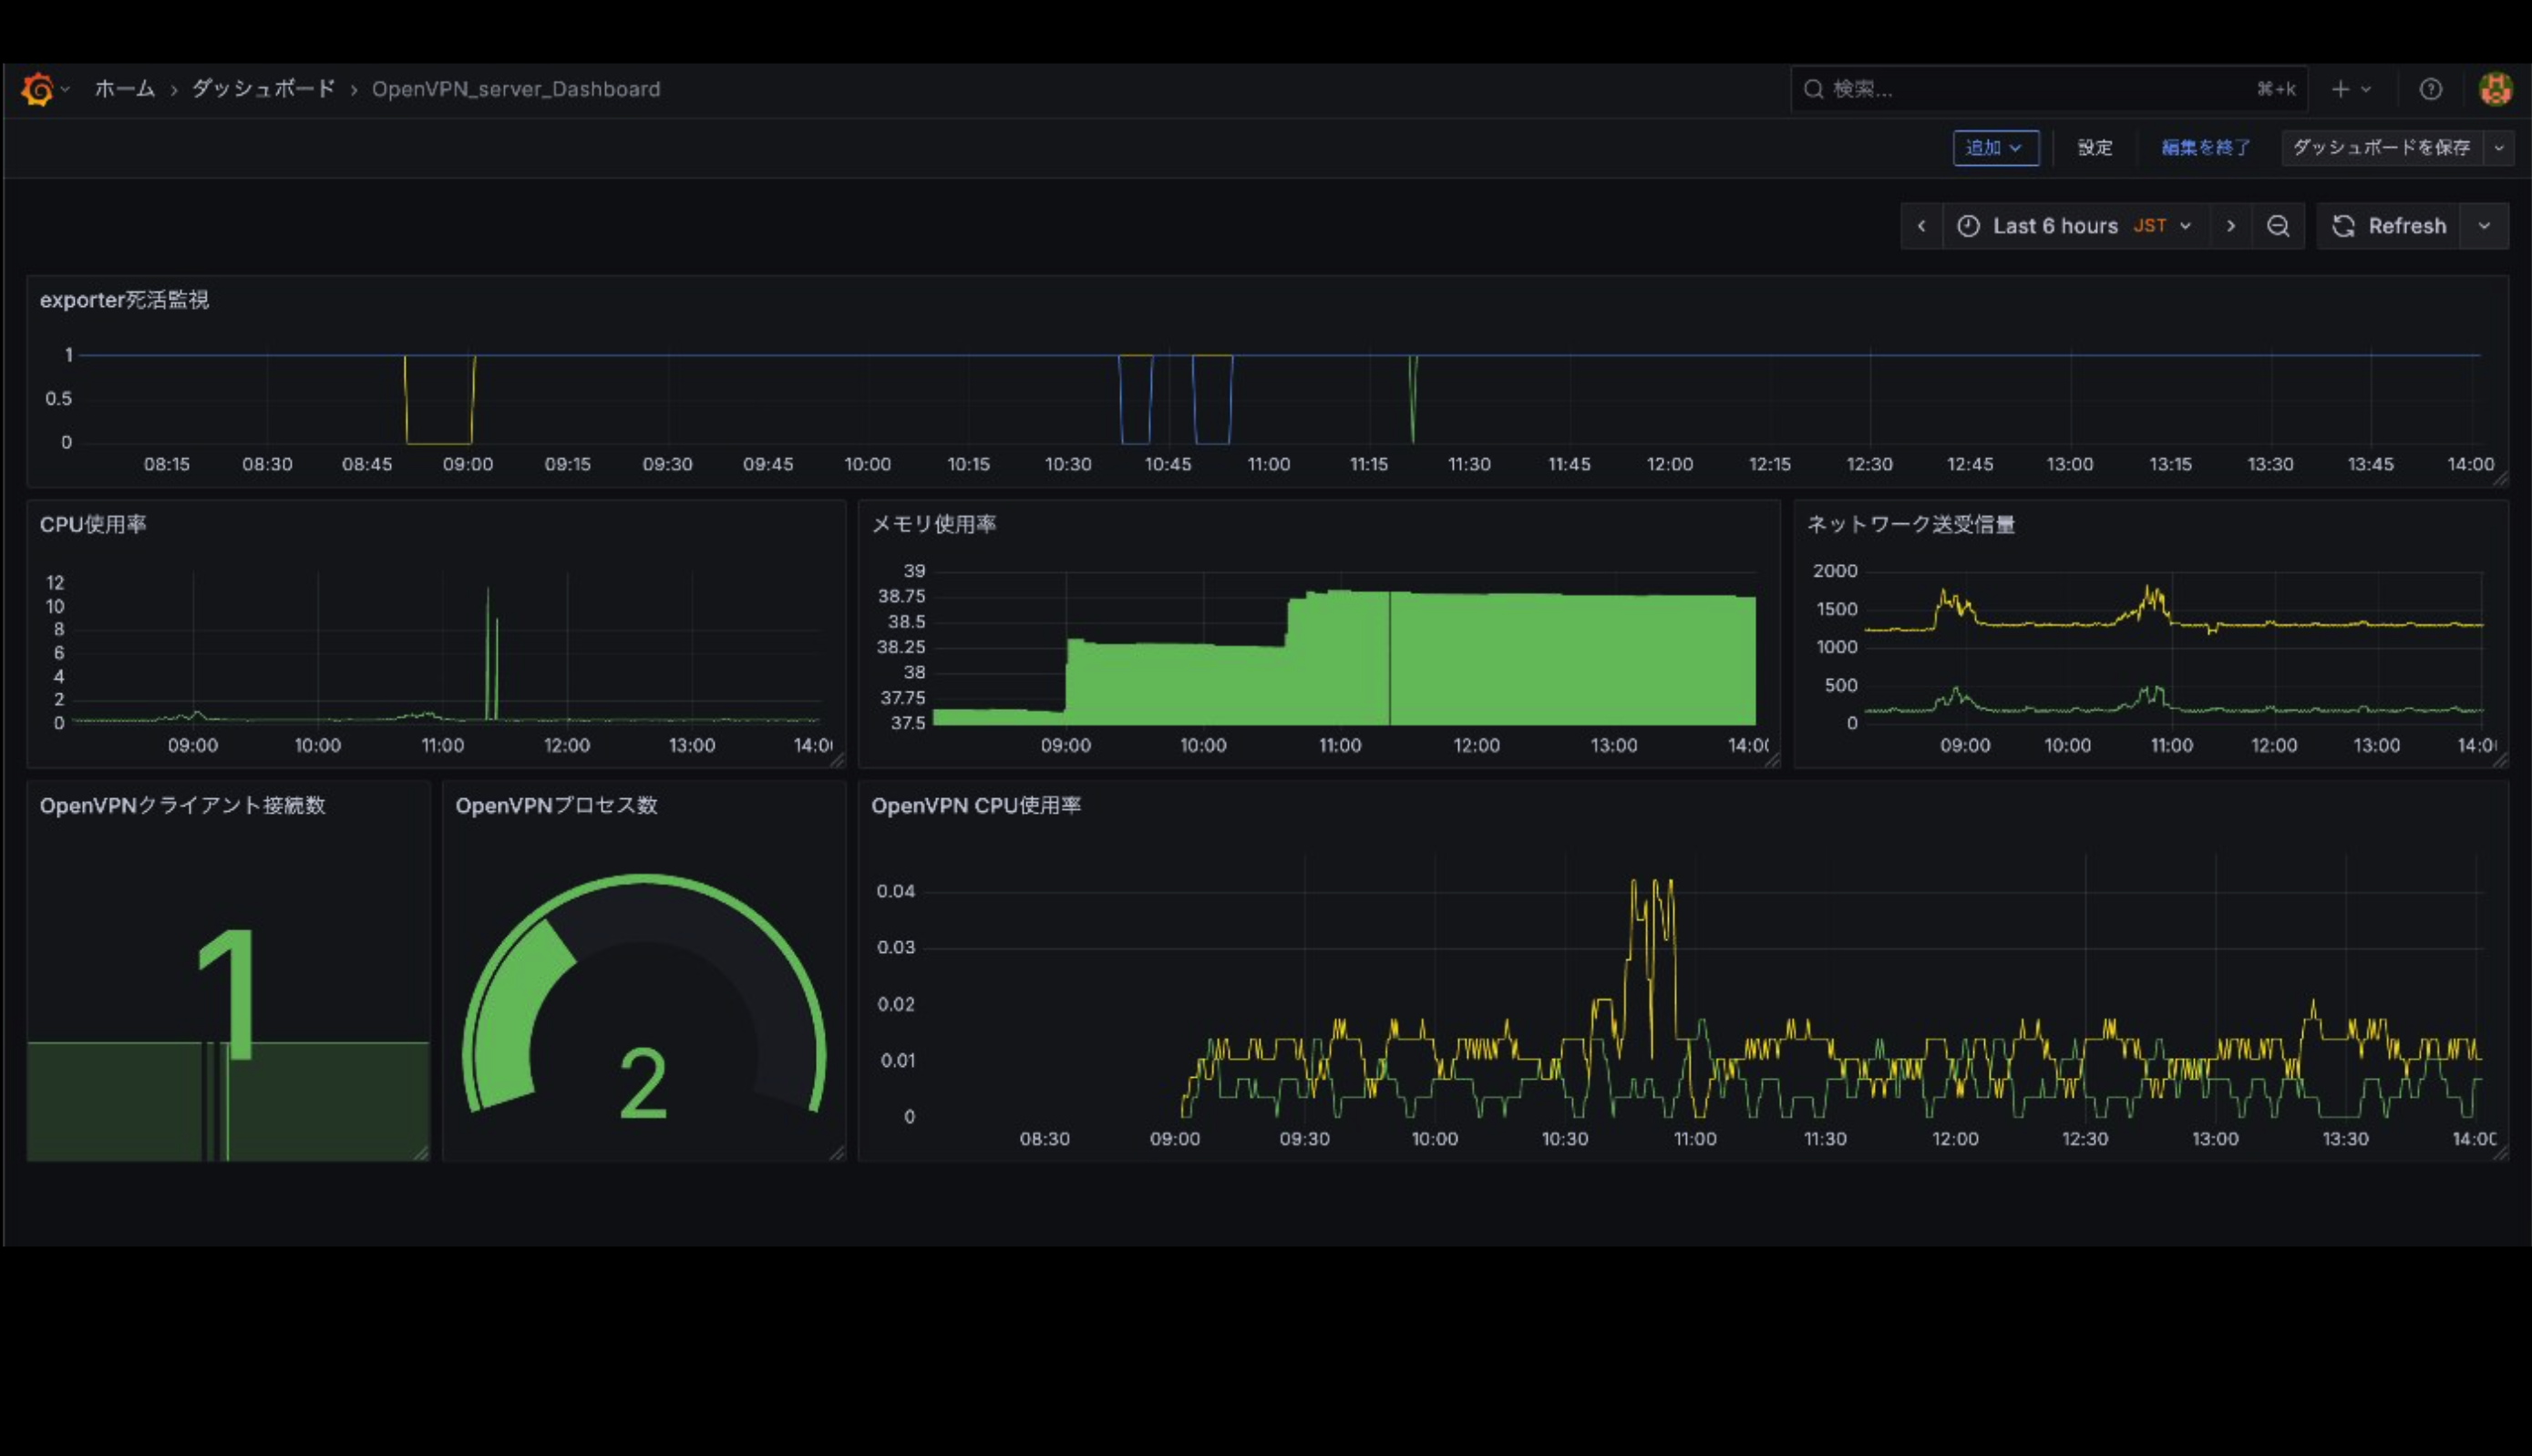 ホーム › ダッシュボード › OpenVPN_server_Dashboard
検索... ⌘+k
追加 設定 編集を終了 ダッシュボードを保存
Last 6 hours JST Refresh
exporter死活監視
1
0.5
0
08:15 08:30 08:45 09:00 09:15 09:30 09:45 10:00 10:15 10:30 10:45 11:00 11:15 11:30 11:45 12:00 12:15 12:30 12:45 13:00 13:15 13:30 13:45 14:00
CPU使用率
12
10
8
6
4
2
0
09:00 10:00 11:00 12:00 13:00 14:0
メモリ使用率
39
38.75
38.5
38.25
38
37.75
37.5
09:00 10:00 11:00 12:00 13:00 14:0
ネットワーク送受信量
2000
1500
1000
500
0
09:00 10:00 11:00 12:00 13:00 14:0
OpenVPNクライアント接続数
1
OpenVPNプロセス数
2
OpenVPN CPU使用率
0.04
0.03
0.02
0.01
0
08:30 09:00 09:30 10:00 10:30 11:00 11:30 12:00 12:30 13:00 13:30 14:00